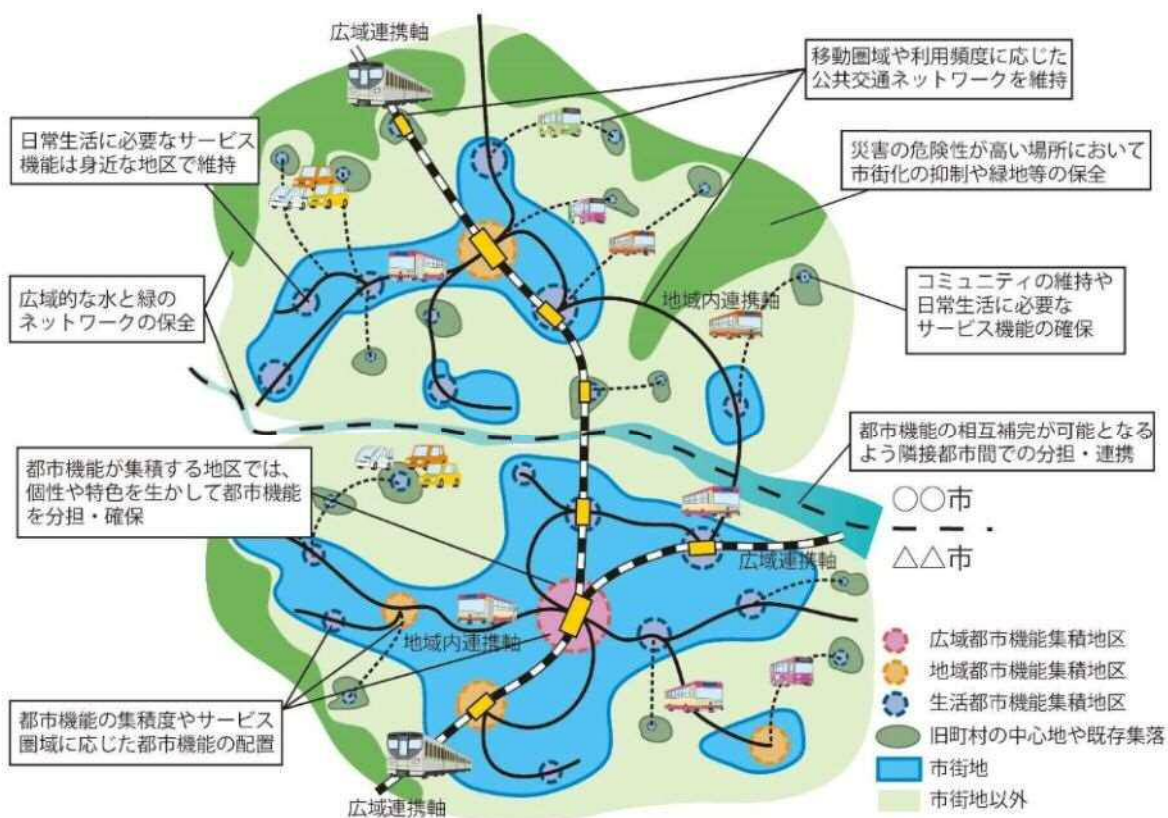 広域連携軸
移動圏域や利用頻度に応じた
公共交通ネットワークを維持
日常生活に必要なサービス
機能は身近な地区で維持
災害の危険性が高い場所において
市街化の抑制や緑地等の保全
広域的な水と緑の
ネットワークの保全
地域内連携軸
コミュニティの維持や
日常生活に必要な
サービス機能の確保
都市機能の相互補完が可能となる
よう隣接都市間での分担・連携
都市機能が集積する地区では、
個性や特色を生かして都市機能
を分担・確保
○○市
△△市
広域連携軸
地域内連携軸
都市機能の集積度やサービス
圏域に応じた都市機能の配置
広域連携軸
広域都市機能集積地区
地域都市機能集積地区
生活都市機能集積地区
旧町村の中心地や既存集落
市街地
市街地以外